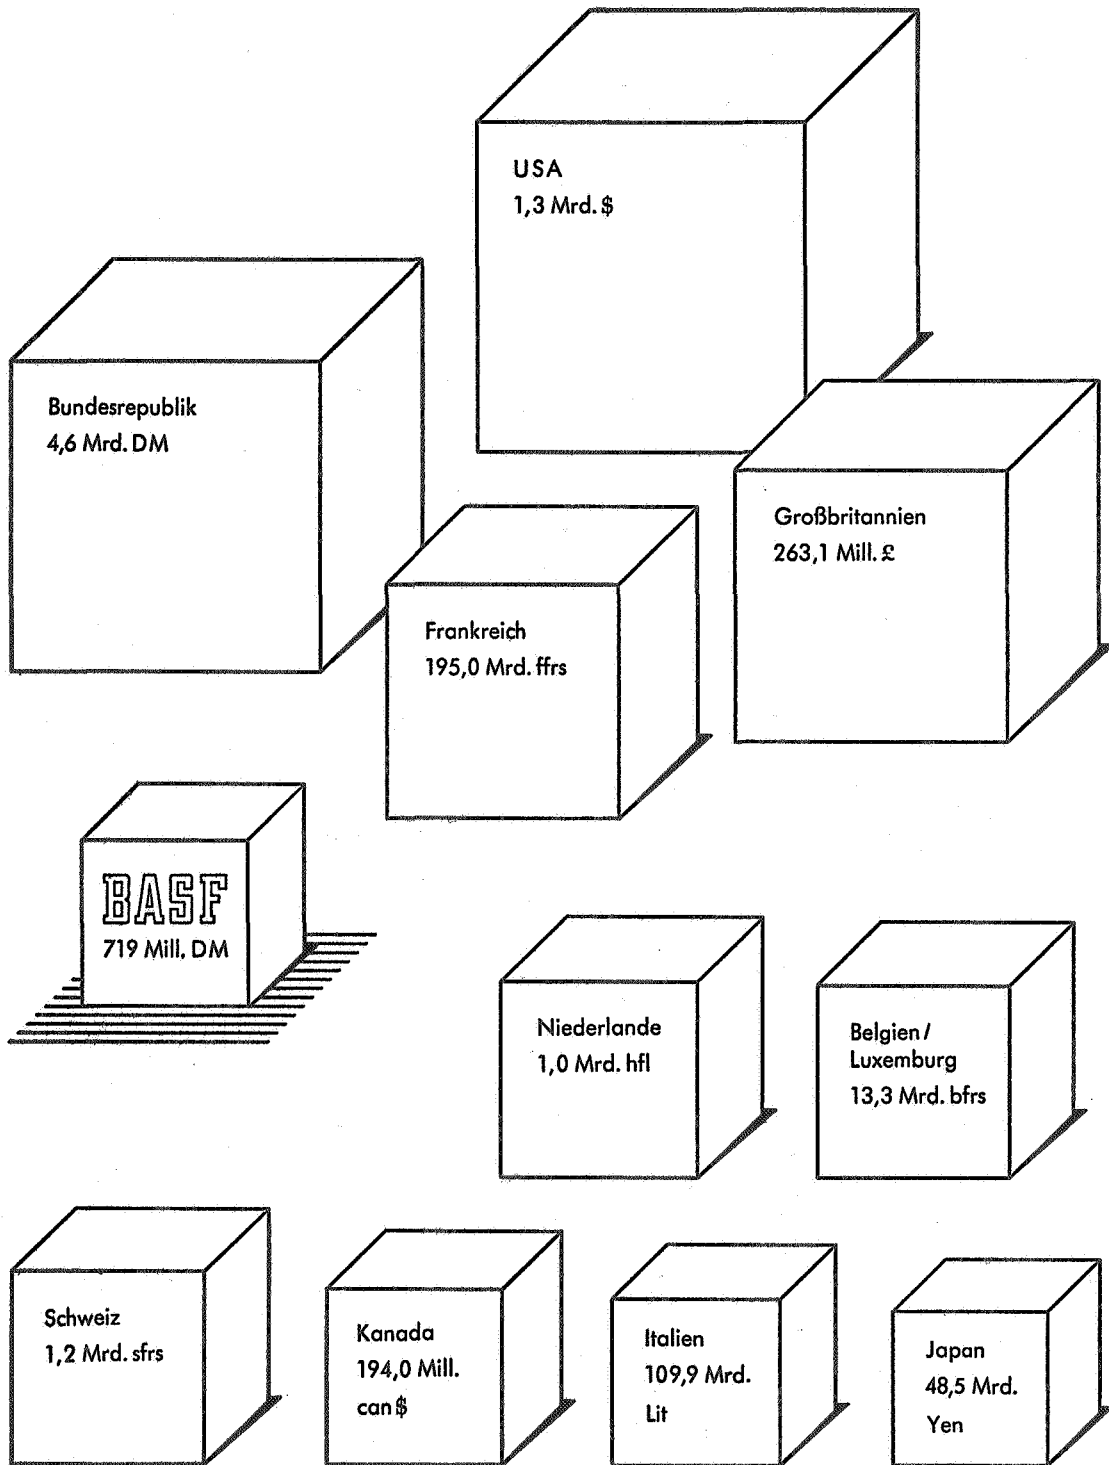 USA
1,3 Mrd. $
Bundesrepublik
4,6 Mrd. DM
Großbritannien
263,1 Mill. £
Frankreich
195,0 Mrd. ffrs
BASF
719 Mill. DM
Niederlande
1,0 Mrd. hfl
Belgien/
Luxemburg
13,3 Mrd. bfrs
Schweiz
1,2 Mrd. sfrs
Kanada
194,0 Mill.
can $
Italien
109,9 Mrd.
Lit
Japan
48,5 Mrd.
Yen